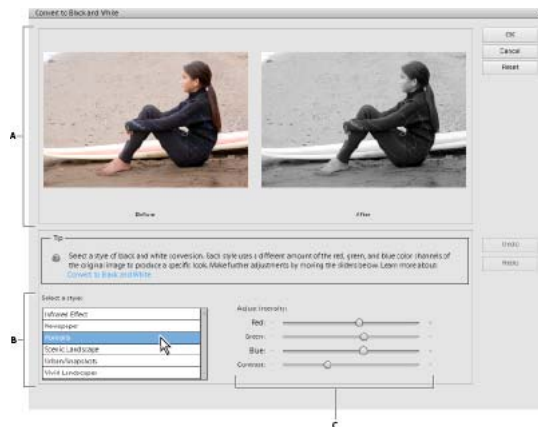 Convert to Black and White
OK
Cancel
Reset
A
Before
After
Tip
Select a style of black and white conversion. Each style uses a different amount of the red, green, and blue color channels of
the original image to produce a specific look. Make further adjustments by moving the sliders below. Learn more about:
Convert to Black and White
Undo
Redo
B
Select a style:
Infrared Effect
Newspaper
Portraits
Scenic Landscape
Urban/Snapshots
Vivid Landscapes
Adjust Intensity:
Red:
Green:
Blue:
Contrast:
C